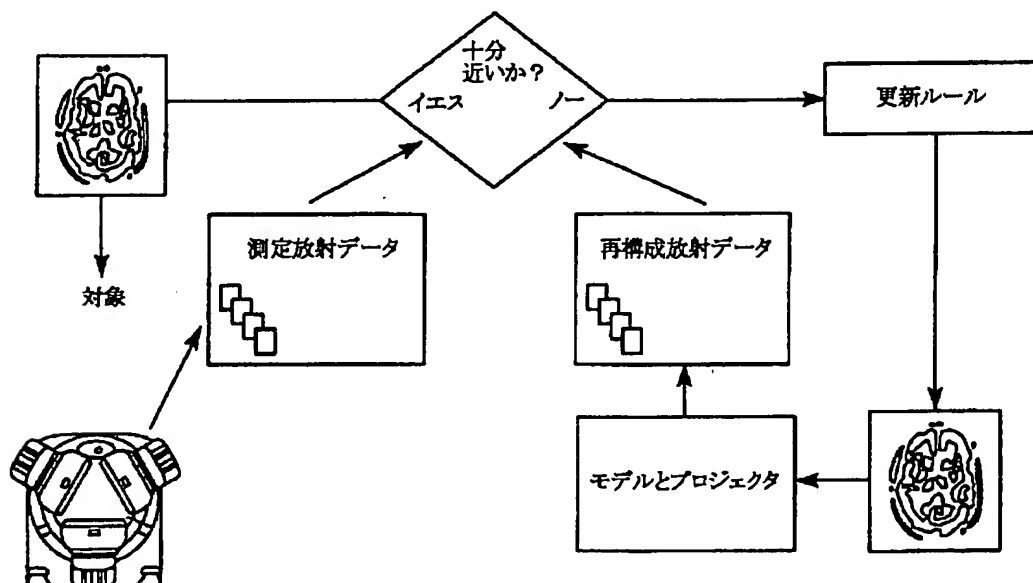 十分
近いか？
イエス ノー
更新ルール
測定放射データ
再構成放射データ
対象
モデルとプロジェクタ